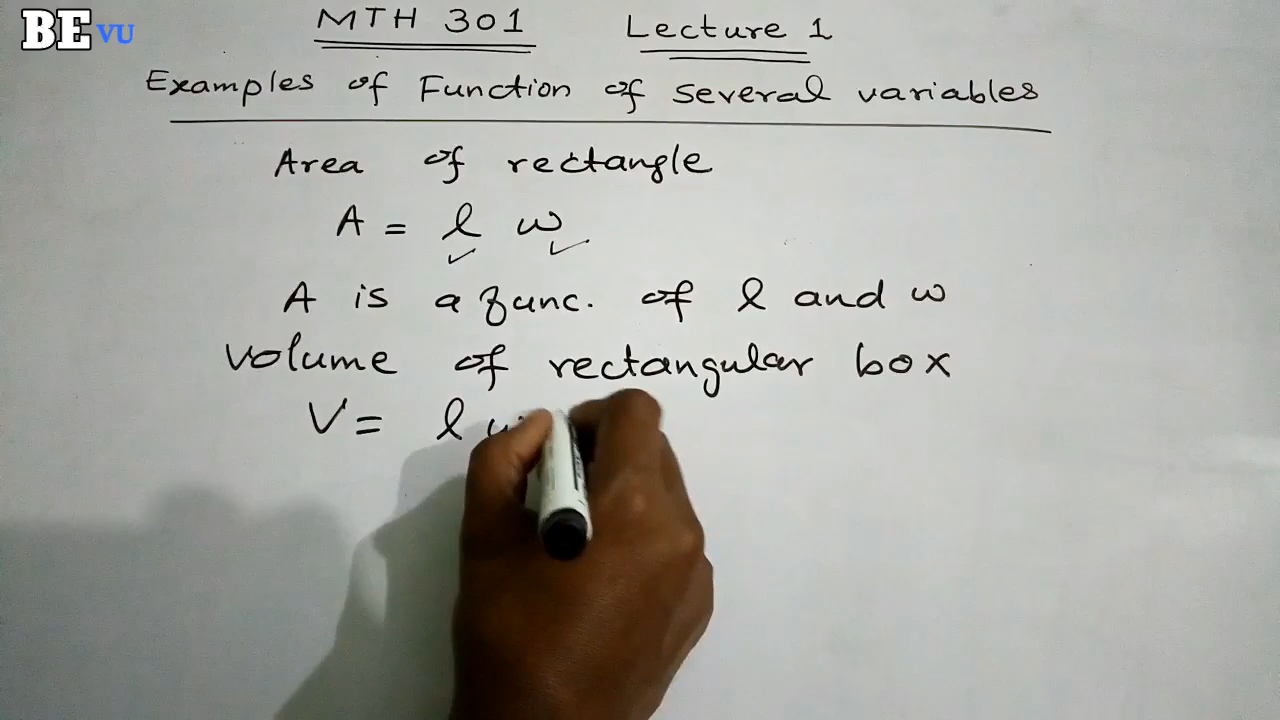 BE VU
MTH 301 Lecture 1
Examples of Function of several variables
Area of rectangle
A = l w
A is a func. of l and w
volume of rectangular box
V = l w